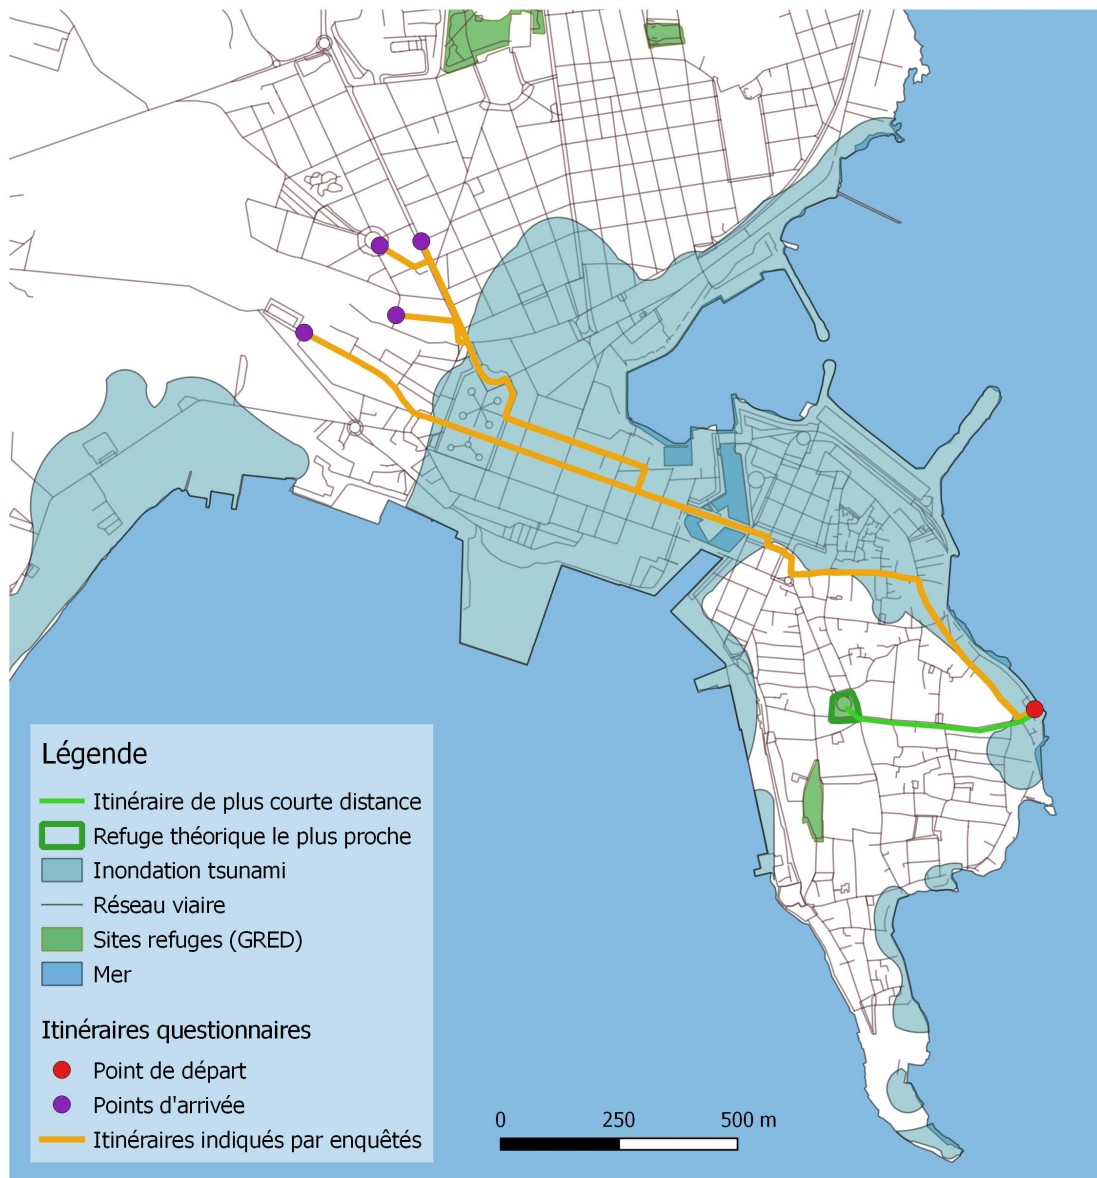 Légende
Itinéraire de plus courte distance
Refuge théorique le plus proche
Inondation tsunami
Réseau viaire
Sites refuges (GRED)
Mer
Itinéraires questionnaires
Point de départ
Points d'arrivée
Itinéraires indiqués par enquêtés
0 250 500 m